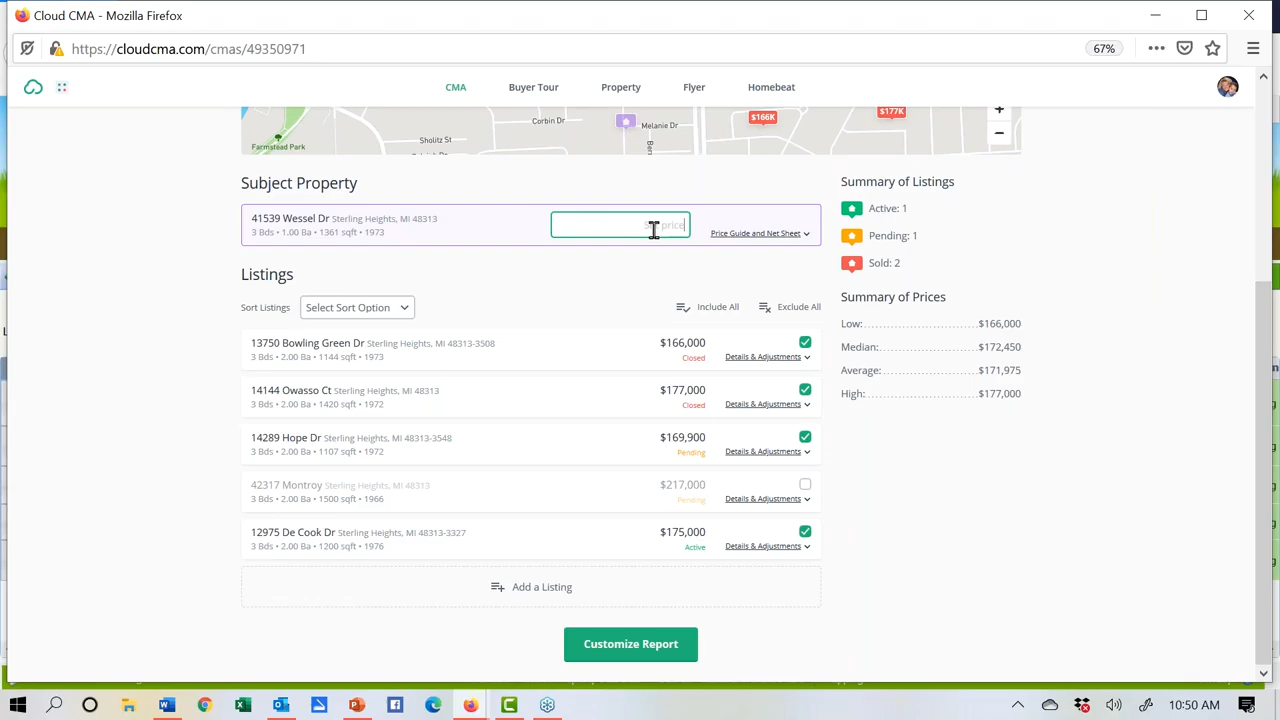 Cloud CMA - Mozilla Firefox
https://cloudcma.com/cmas/49350971
67%
CMA
Buyer Tour
Property
Flyer
Homebeat
Corbin Dr
Melanie Dr
$166K
$177K
+
Sholitz St
Farmstead Park
−
Subject Property
41539 Wessel Dr Sterling Heights, MI 48313
3 Bds • 1.00 Ba • 1361 sqft • 1973
price
Price Guide and Net Sheet
Summary of Listings
Active: 1
Pending: 1
Sold: 2
Listings
Sort Listings
Select Sort Option
Include All
Exclude All
Summary of Prices
Low: $166,000
Median: $172,450
Average: $171,975
High: $177,000
13750 Bowling Green Dr Sterling Heights, MI 48313-3508
3 Bds • 2.00 Ba • 1144 sqft • 1973
$166,000
Closed
Details & Adjustments
14144 Owasso Ct Sterling Heights, MI 48313
3 Bds • 2.00 Ba • 1420 sqft • 1972
$177,000
Closed
Details & Adjustments
14289 Hope Dr Sterling Heights, MI 48313-3548
3 Bds • 2.00 Ba • 1107 sqft • 1972
$169,900
Pending
Details & Adjustments
42317 Montroy Sterling Heights, MI 48313
3 Bds • 2.00 Ba • 1500 sqft • 1966
$217,000
Pending
Details & Adjustments
12975 De Cook Dr Sterling Heights, MI 48313-3327
3 Bds • 2.00 Ba • 1200 sqft • 1976
$175,000
Active
Details & Adjustments
Add a Listing
Customize Report
10:50 AM